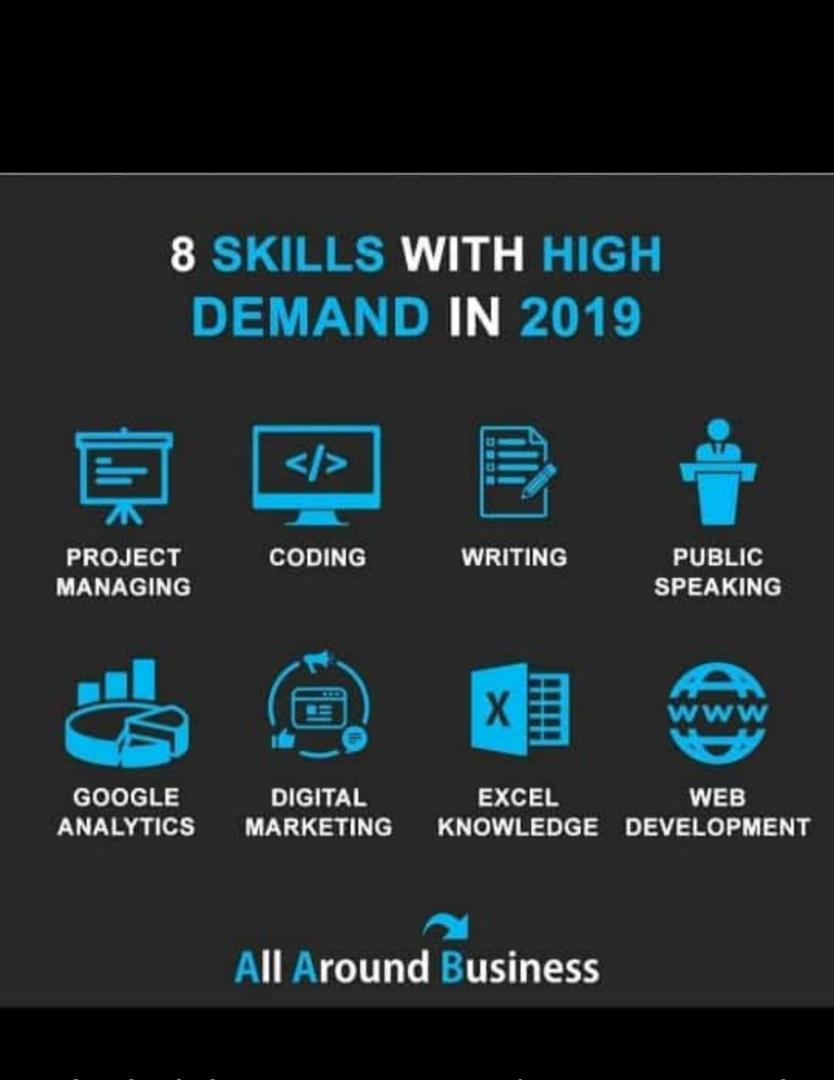 8 SKILLS WITH HIGH
DEMAND IN 2019
PROJECT
MANAGING
CODING
</>
WRITING
PUBLIC
SPEAKING
GOOGLE
ANALYTICS
DIGITAL
MARKETING
X
EXCEL
KNOWLEDGE
WWW
WEB
DEVELOPMENT
All Around Business